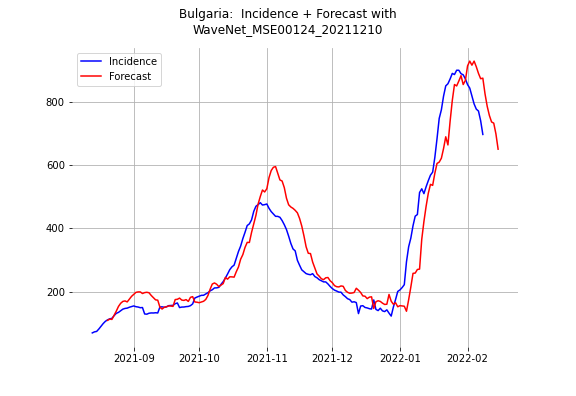 Bulgaria:  Incidence + Forecast with
WaveNet_MSE00124_20211210
Incidence
Forecast
800
600
400
200
2021-09
2021-10
2021-11
2021-12
2022-01
2022-02